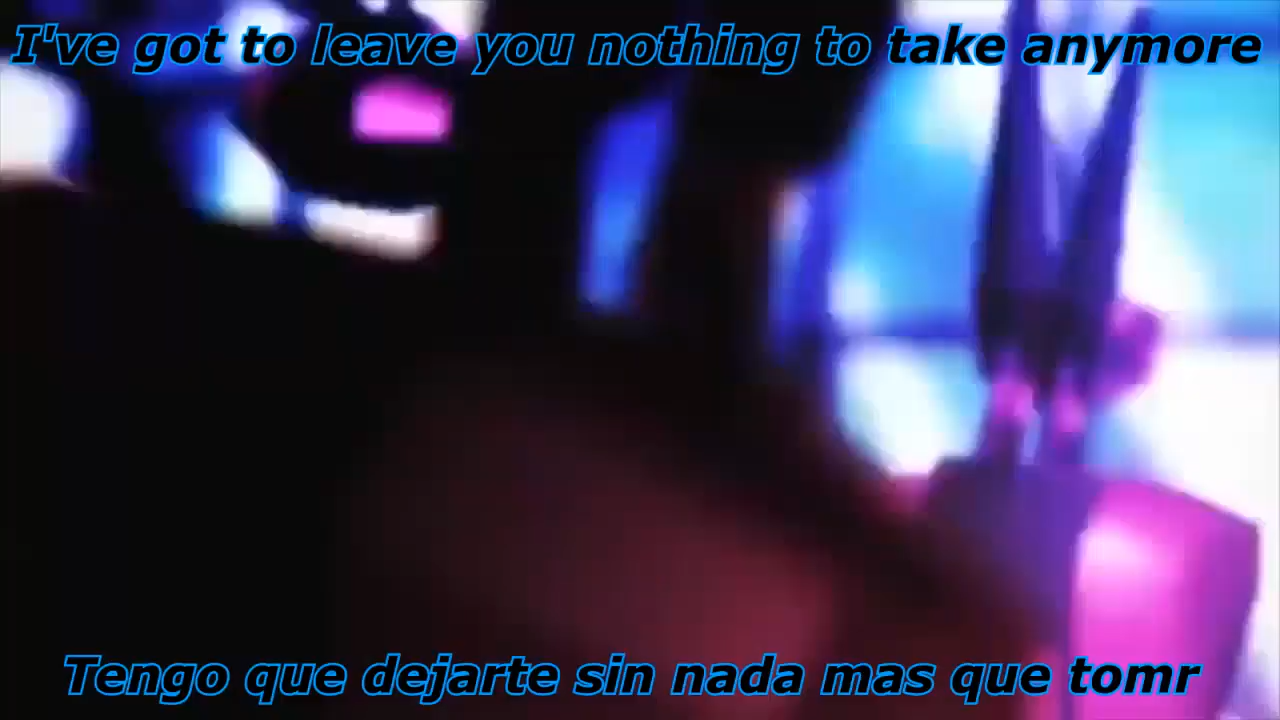 I've got to leave you nothing to take anymore
Tengo que dejarte sin nada mas que tomr